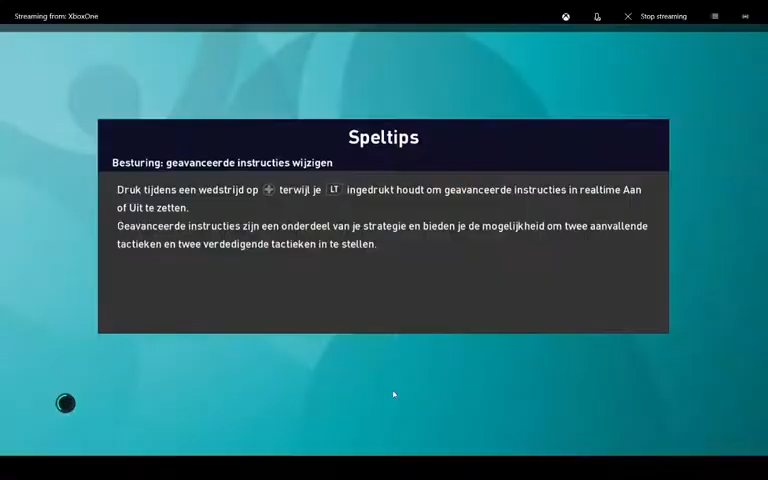 Streaming from: XboxOne
Stop streaming
Speltips
Besturing: geavanceerde instructies wijzigen
Druk tijdens een wedstrijd op terwijl je LT ingedrukt houdt om geavanceerde instructies in realtime Aan
of Uit te zetten.
Geavanceerde instructies zijn een onderdeel van je strategie en bieden je de mogelijkheid om twee aanvallende
tactieken en twee verdedigende tactieken in te stellen.